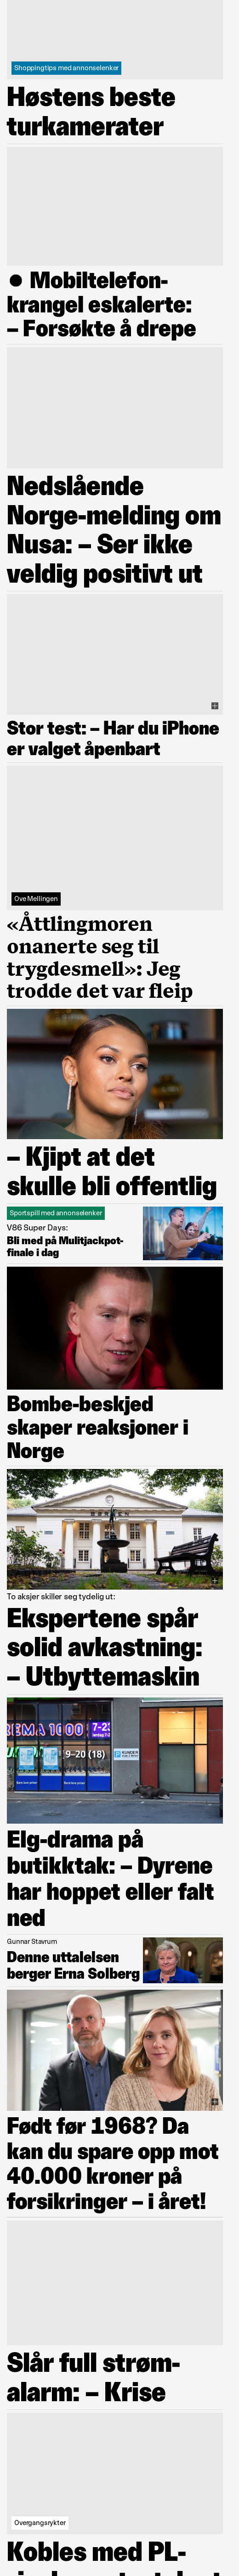 Shoppingtips med annonselenker
Høstens beste
turkamerater
● Mobiltelefon-
krangel eskalerte:
– Forsøkte å drepe
Nedslående
Norge-melding om
Nusa: – Ser ikke
veldig positivt ut
Stor test: – Har du iPhone
er valget åpenbart
Ove Mellingen
«Åttlingmoren
onanerte seg til
trygdesmell»: Jeg
trodde det var fleip
– Kjipt at det
skulle bli offentlig
Sportspill med annonselenker
V86 Super Days:
Bli med på Mulitjackpot-
finale i dag
Bombe-beskjed
skaper reaksjoner i
Norge
To aksjer skiller seg tydelig ut:
Ekspertene spår
solid avkastning:
– Utbyttemaskin
REMA 1000
7-23
9–20 (18)
Elg-drama på
butikktak: – Dyrene
har hoppet eller falt
ned
Gunnar Stavrum
Denne uttalelsen
berger Erna Solberg
Født før 1968? Da
kan du spare opp mot
40.000 kroner på
forsikringer – i året!
Slår full strøm-
alarm: – Krise
Overgangsrykter
Kobles med PL-